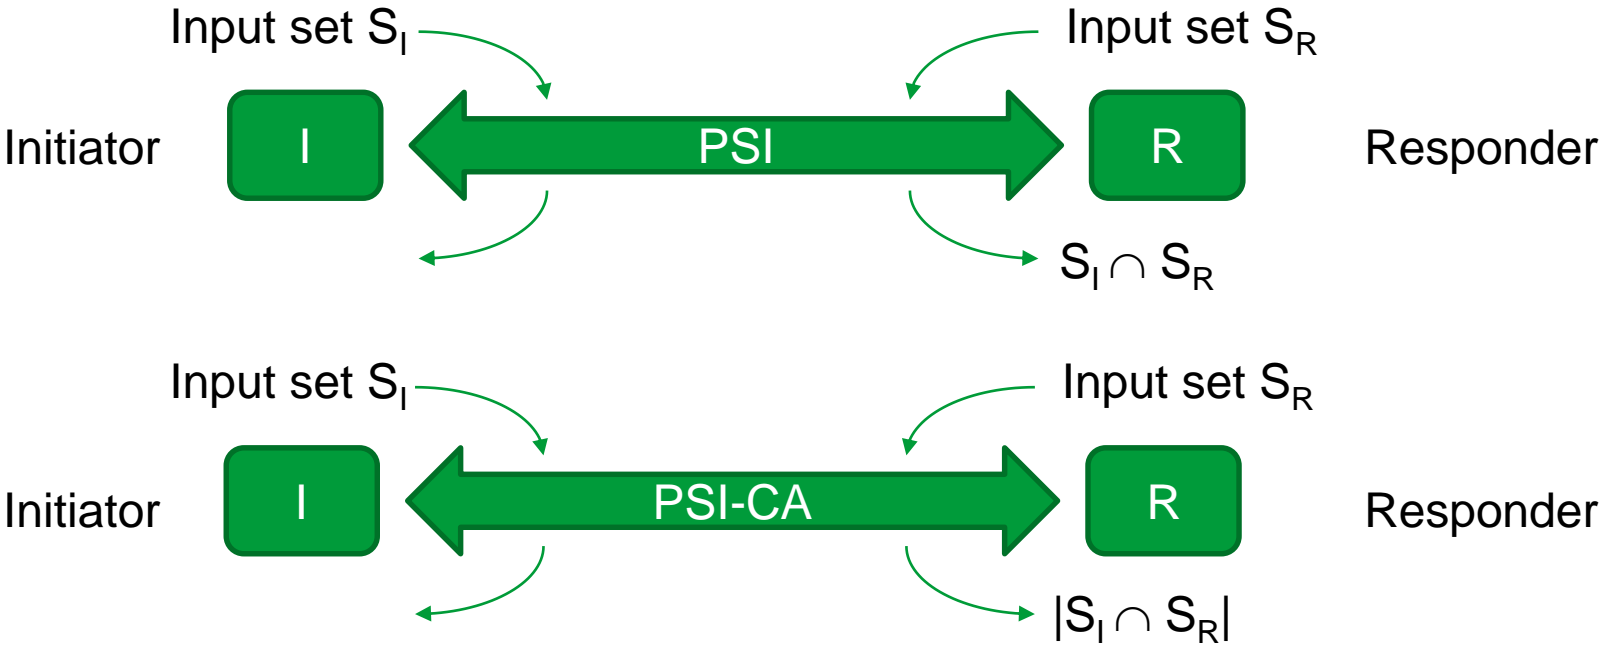 Input set S_I Input set S_R
Initiator I PSI R Responder
S_I ∩ S_R
Input set S_I Input set S_R
Initiator I PSI-CA R Responder
|S_I ∩ S_R|